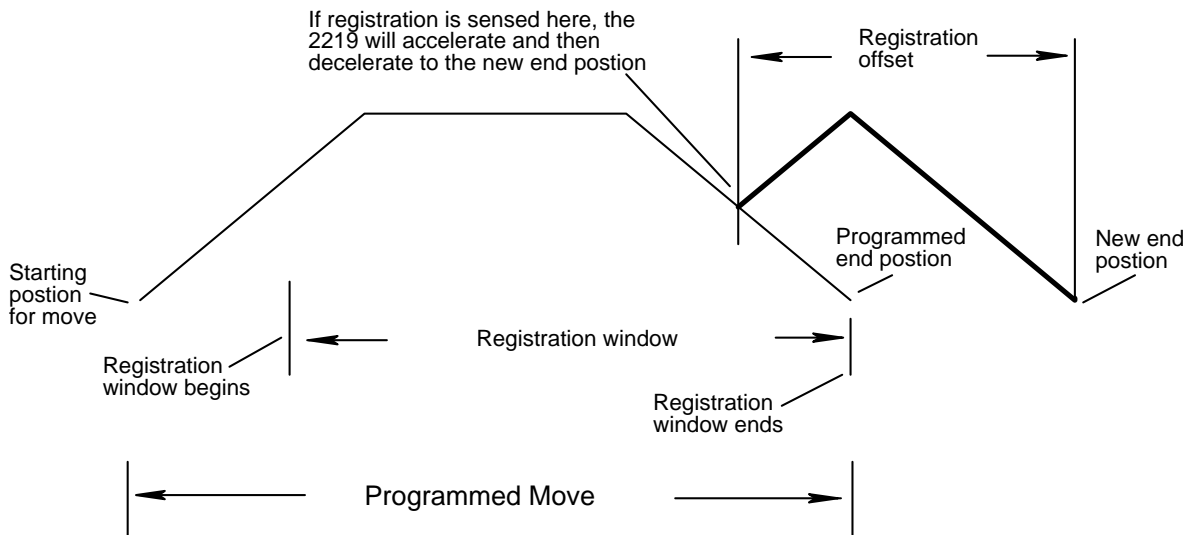 If registration is sensed here, the
2219 will accelerate and then
decelerate to the new end postion
Registration
offset
Programmed
end postion
New end
postion
Starting
postion
for move
Registration
window begins
Registration window
Registration
window ends
Programmed Move